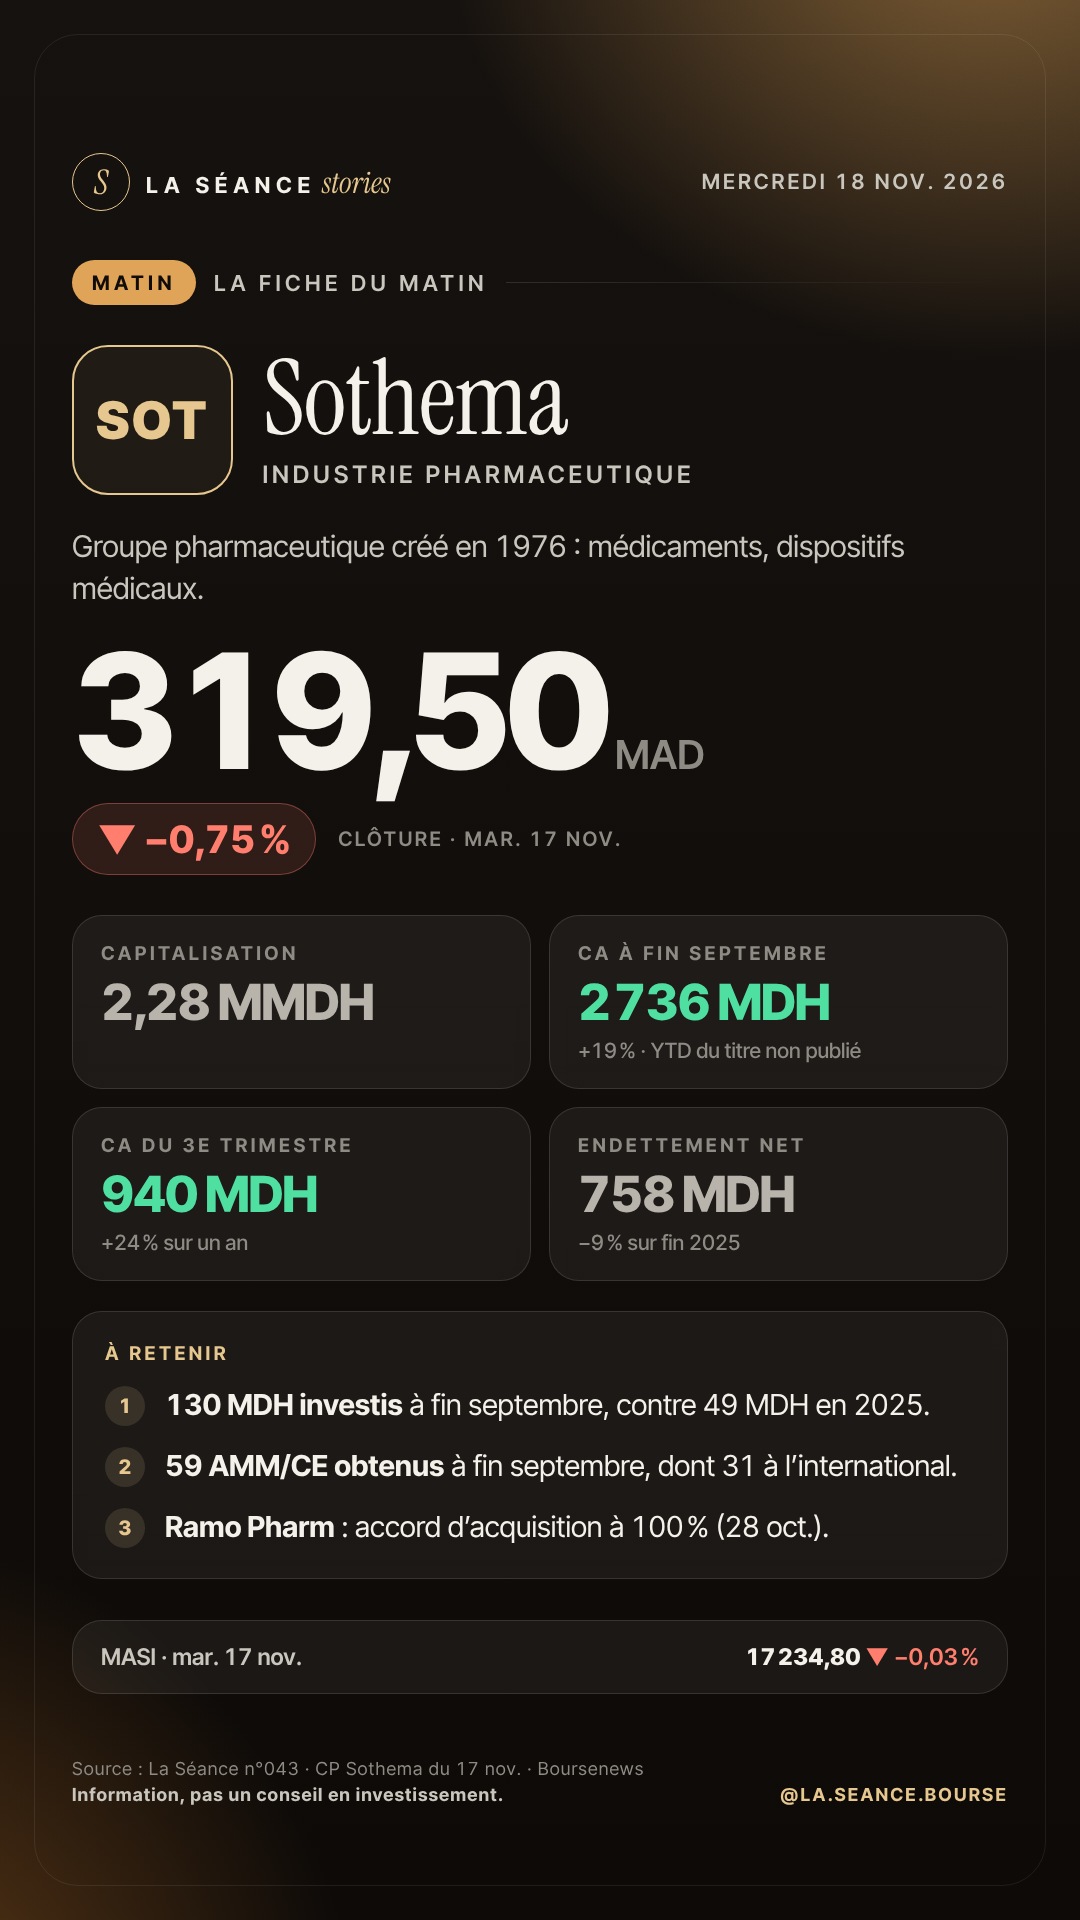 S LA SÉANCE stories
MERCREDI 18 NOV. 2026
MATIN LA FICHE DU MATIN
SOT
Sothema
INDUSTRIE PHARMACEUTIQUE
Groupe pharmaceutique créé en 1976 : médicaments, dispositifs
médicaux.
319,50 MAD
▼ −0,75 % CLÔTURE · MAR. 17 NOV.
CAPITALISATION
2,28 MMDH
CA À FIN SEPTEMBRE
2 736 MDH
+19 % · YTD du titre non publié
CA DU 3E TRIMESTRE
940 MDH
+24 % sur un an
ENDETTEMENT NET
758 MDH
−9 % sur fin 2025
À RETENIR
1 130 MDH investis à fin septembre, contre 49 MDH en 2025.
2 59 AMM/CE obtenus à fin septembre, dont 31 à l’international.
3 Ramo Pharm : accord d’acquisition à 100 % (28 oct.).
MASI · mar. 17 nov. 17 234,80 ▼ −0,03 %
Source : La Séance n°043 · CP Sothema du 17 nov. · Boursenews
Information, pas un conseil en investissement.
@LA.SEANCE.BOURSE